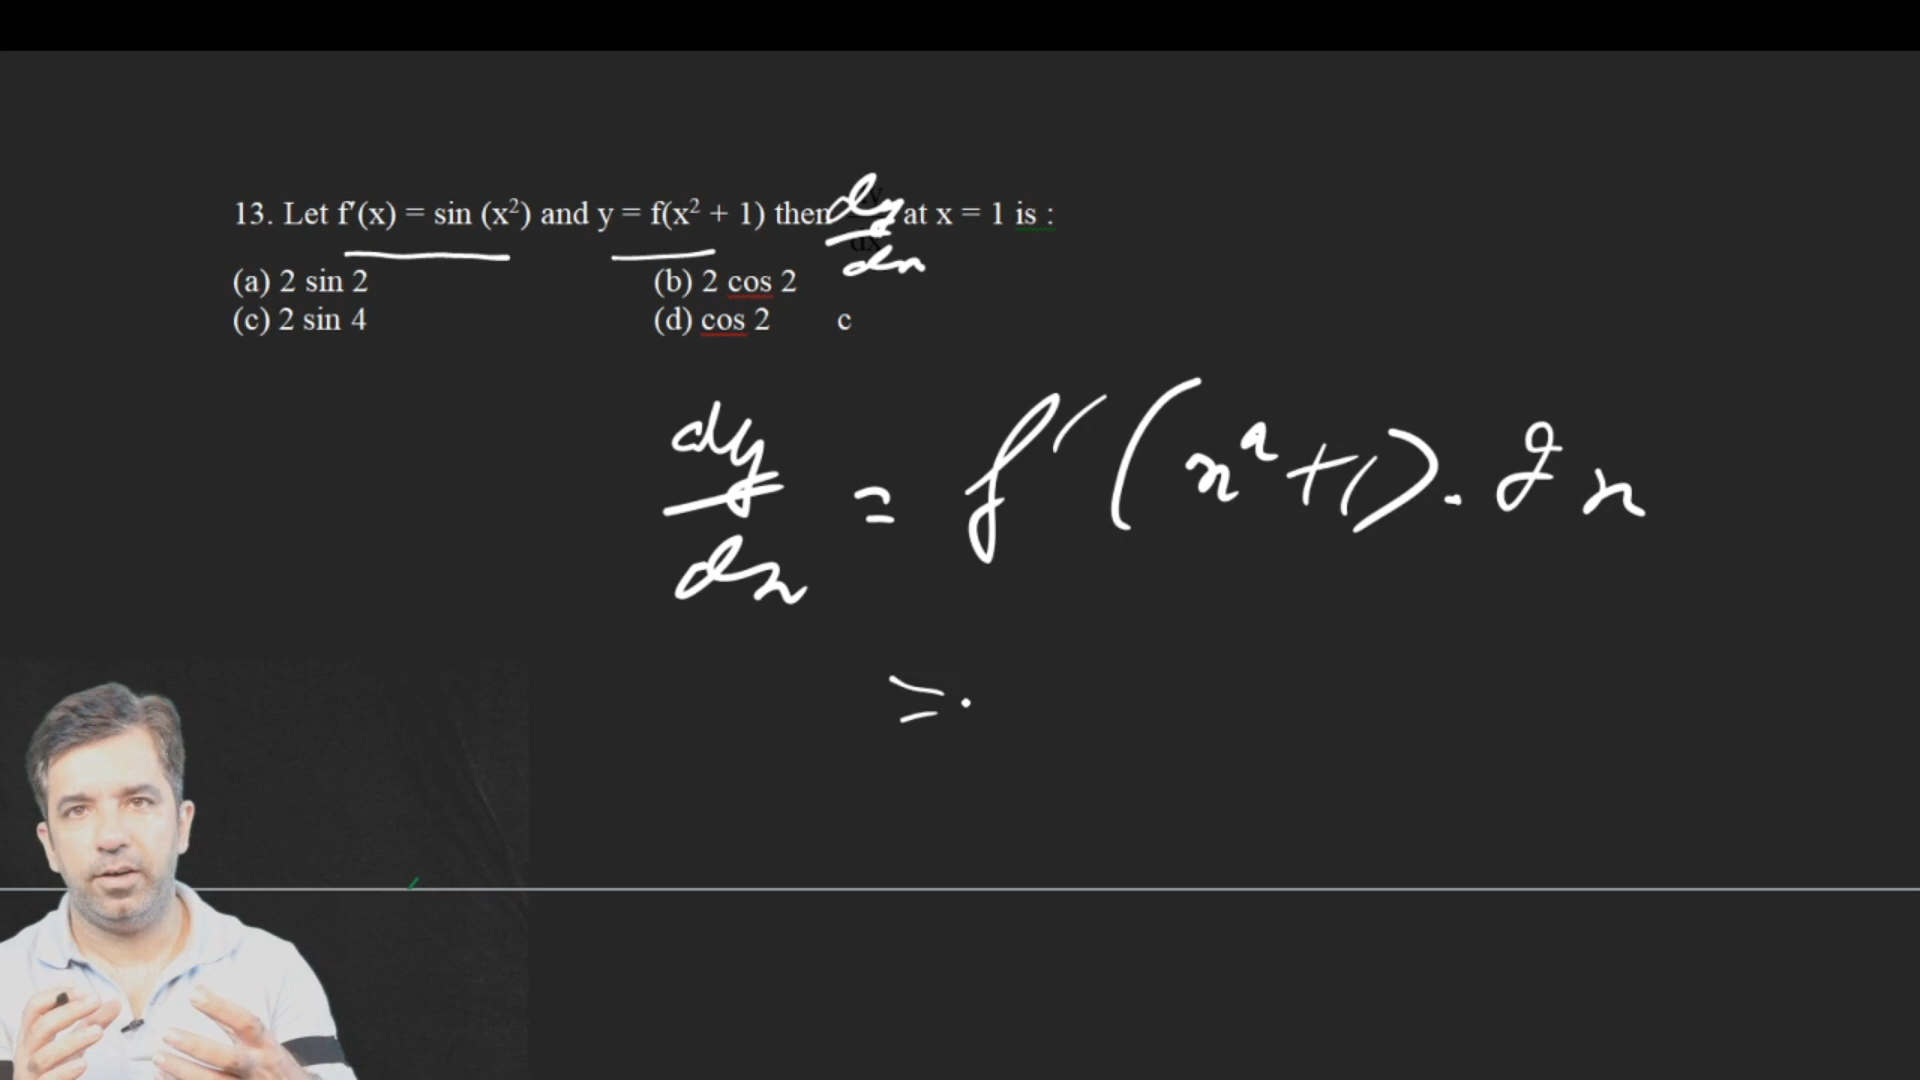 13. Let f′(x) = sin (x²) and y = f(x² + 1) then dy/dx at x = 1 is :
(a) 2 sin 2 (b) 2 cos 2
(c) 2 sin 4 (d) cos 2 c
dy/dx = f′(x²+1). 2x
=.